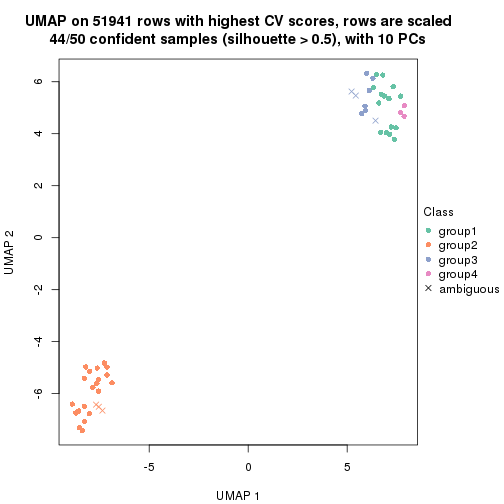 UMAP on 51941 rows with highest CV scores, rows are scaled
44/50 confident samples (silhouette > 0.5), with 10 PCs
6
4
2
0
-2
-4
-6
UMAP 2
-5
0
5
UMAP 1
Class
group1
group2
group3
group4
ambiguous